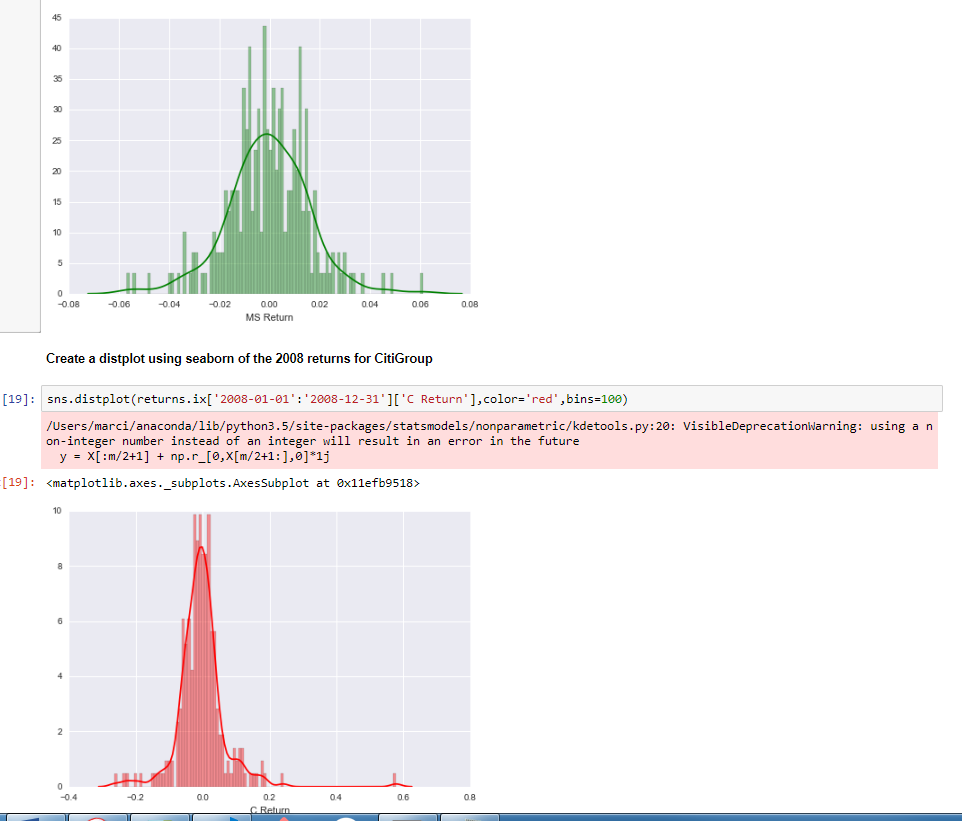 45
40
35
30
25
20
15
10
5
0
−0.08 −0.06 −0.04 −0.02 0.00 0.02 0.04 0.06 0.08
MS Return
Create a distplot using seaborn of the 2008 returns for CitiGroup
[19]: sns.distplot(returns.ix['2008-01-01':'2008-12-31']['C Return'],color='red',bins=100)
/Users/marci/anaconda/lib/python3.5/site-packages/statsmodels/nonparametric/kdetools.py:20: VisibleDeprecationWarning: using a n
on-integer number instead of an integer will result in an error in the future
y = X[:m/2+1] + np.r_[0,X[m/2+1:],0]*1j
:[19]: <matplotlib.axes._subplots.AxesSubplot at 0x11efb9518>
10
8
6
4
2
0
−0.4 −0.2 0.0 0.2 0.4 0.6 0.8
C Return